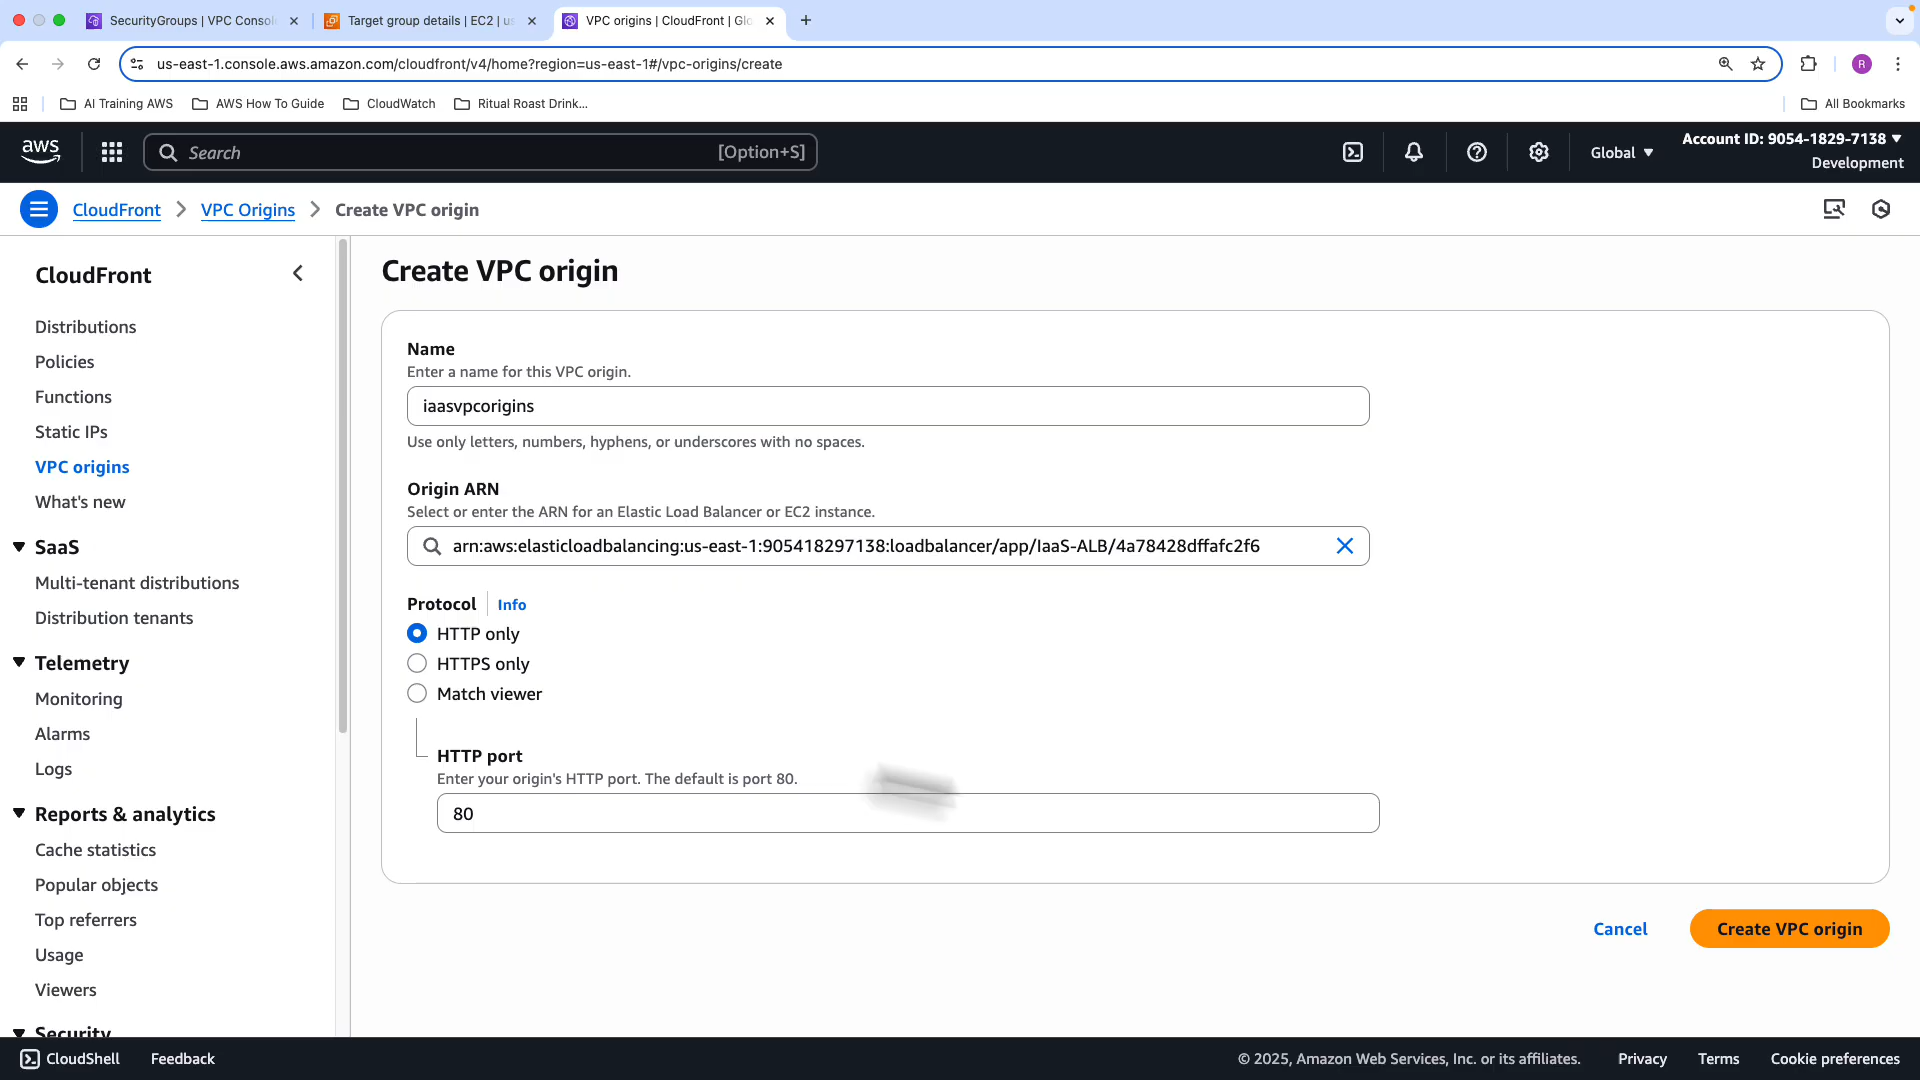 SecurityGroups | VPC Consol
Target group details | EC2 | us
VPC origins | CloudFront | Glo
us-east-1.console.aws.amazon.com/cloudfront/v4/home?region=us-east-1#/vpc-origins/create
R
AI Training AWS
AWS How To Guide
CloudWatch
Ritual Roast Drink...
All Bookmarks
aws
Search
[Option+S]
Global
Account ID: 9054-1829-7138
Development
CloudFront
VPC Origins
Create VPC origin
CloudFront
Distributions
Policies
Functions
Static IPs
VPC origins
What's new
SaaS
Multi-tenant distributions
Distribution tenants
Telemetry
Monitoring
Alarms
Logs
Reports & analytics
Cache statistics
Popular objects
Top referrers
Usage
Viewers
Security
Create VPC origin
Name
Enter a name for this VPC origin.
iaasvpcorigins
Use only letters, numbers, hyphens, or underscores with no spaces.
Origin ARN
Select or enter the ARN for an Elastic Load Balancer or EC2 instance.
arn:aws:elasticloadbalancing:us-east-1:905418297138:loadbalancer/app/IaaS-ALB/4a78428dffafc2f6
Protocol
Info
HTTP only
HTTPS only
Match viewer
HTTP port
Enter your origin's HTTP port. The default is port 80.
80
Cancel
Create VPC origin
CloudShell
Feedback
© 2025, Amazon Web Services, Inc. or its affiliates.
Privacy
Terms
Cookie preferences